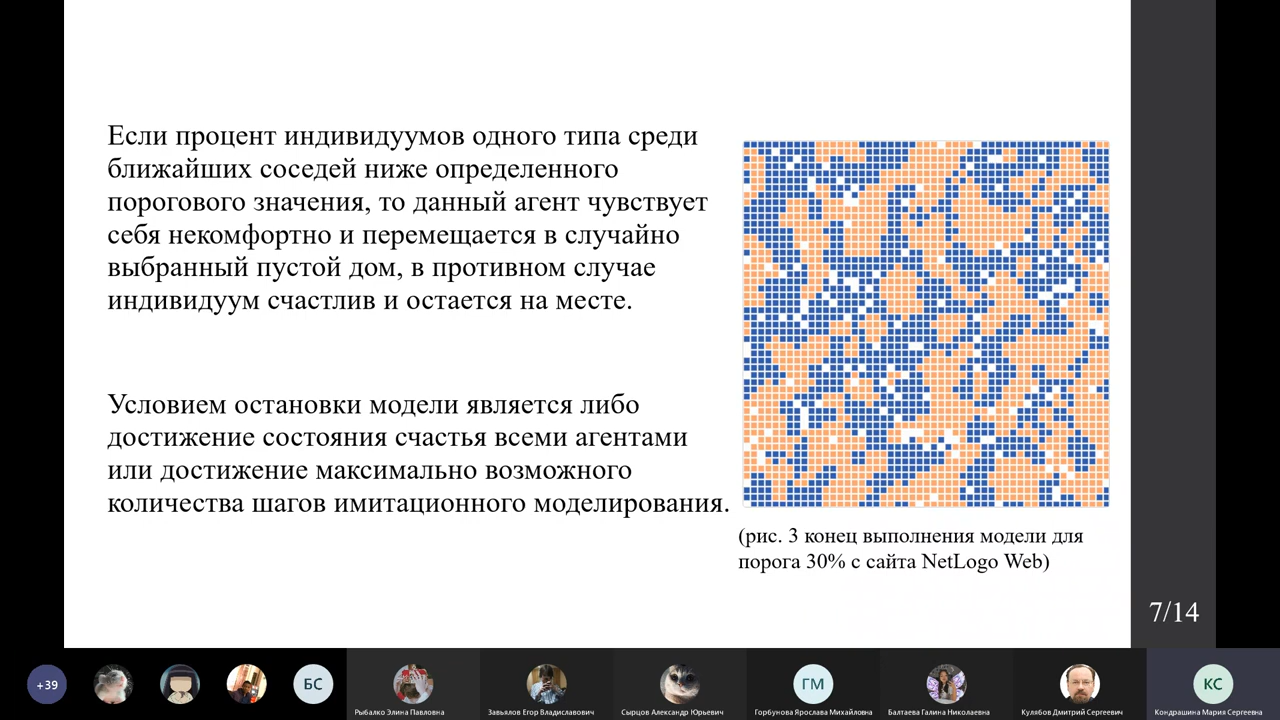 Если процент индивидуумов одного типа среди
ближайших соседей ниже определенного
порогового значения, то данный агент чувствует
себя некомфортно и перемещается в случайно
выбранный пустой дом, в противном случае
индивидуум счастлив и остается на месте.
Условием остановки модели является либо
достижение состояния счастья всеми агентами
или достижение максимально возможного
количества шагов имитационного моделирования.
(рис. 3 конец выполнения модели для
порога 30% с сайта NetLogo Web)
7/14
+39
БС
ГМ
КС
Рыбалко Элина Павловна
Завьялов Егор Владиславович
Сырцов Александр Юрьевич
Горбунова Ярослава Михайловна
Балтаева Галина Николаевна
Кулябов Дмитрий Сергеевич
Кондрашина Мария Сергеевна